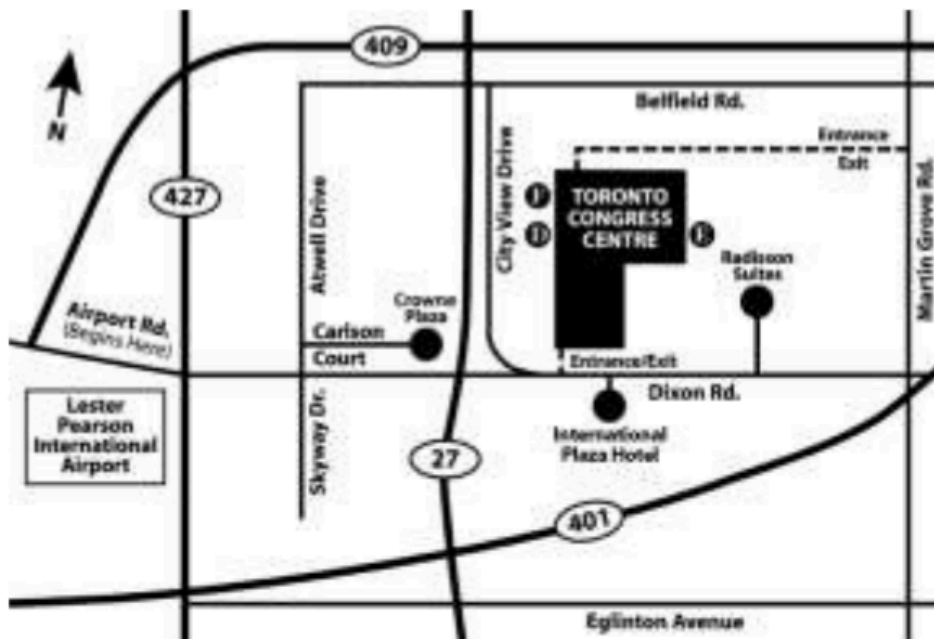 409
Belfield Rd.
N
Entrance
Exit
427
Atwell Drive
City View Drive
TORONTO
CONGRESS
CENTRE
Martin Grove Rd.
Radisson
Suites
Crowne
Plaza
Airport Rd.
(Begins Here)
Carlson
Court
Entrance/Exit
Dixon Rd.
Lester
Pearson
International
Airport
Skyway Dr.
27
International
Plaza Hotel
401
Eglinton Avenue